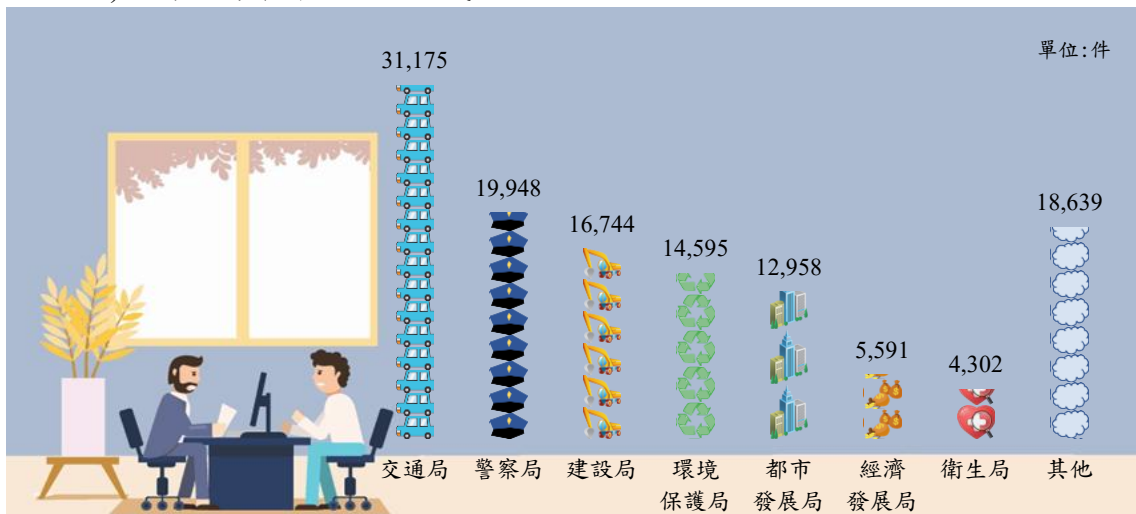 單位:件
31,175
19,948
16,744
14,595
12,958
5,591
4,302
18,639
交通局
警察局
建設局
環境
保護局
都市
發展局
經濟
發展局
衛生局
其他